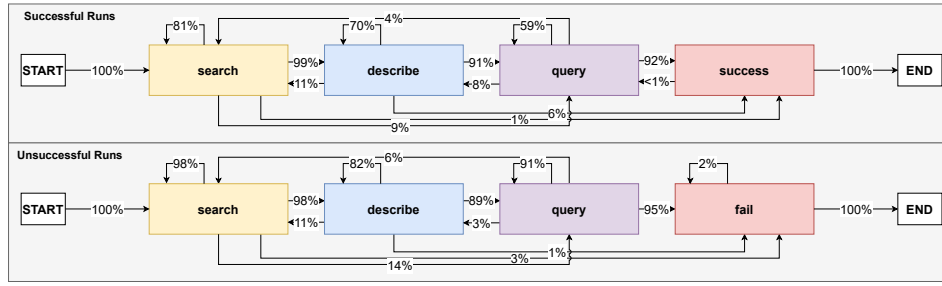 Successful Runs
4%
81%
70%
59%
START
100%
search
99%
11%
describe
91%
8%
query
92%
<1%
success
100%
END
6%
1%
9%
Unsuccessful Runs
6%
98%
82%
91%
2%
START
100%
search
98%
11%
describe
89%
3%
query
95%
fail
100%
END
1%
3%
14%